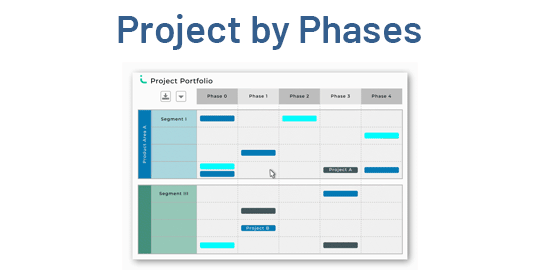 Project by Phases
Project Portfolio
Phase 0 Phase 1 Phase 2 Phase 3 Phase 4
Segment I
Product Area A
Project A
Segment III
Project B